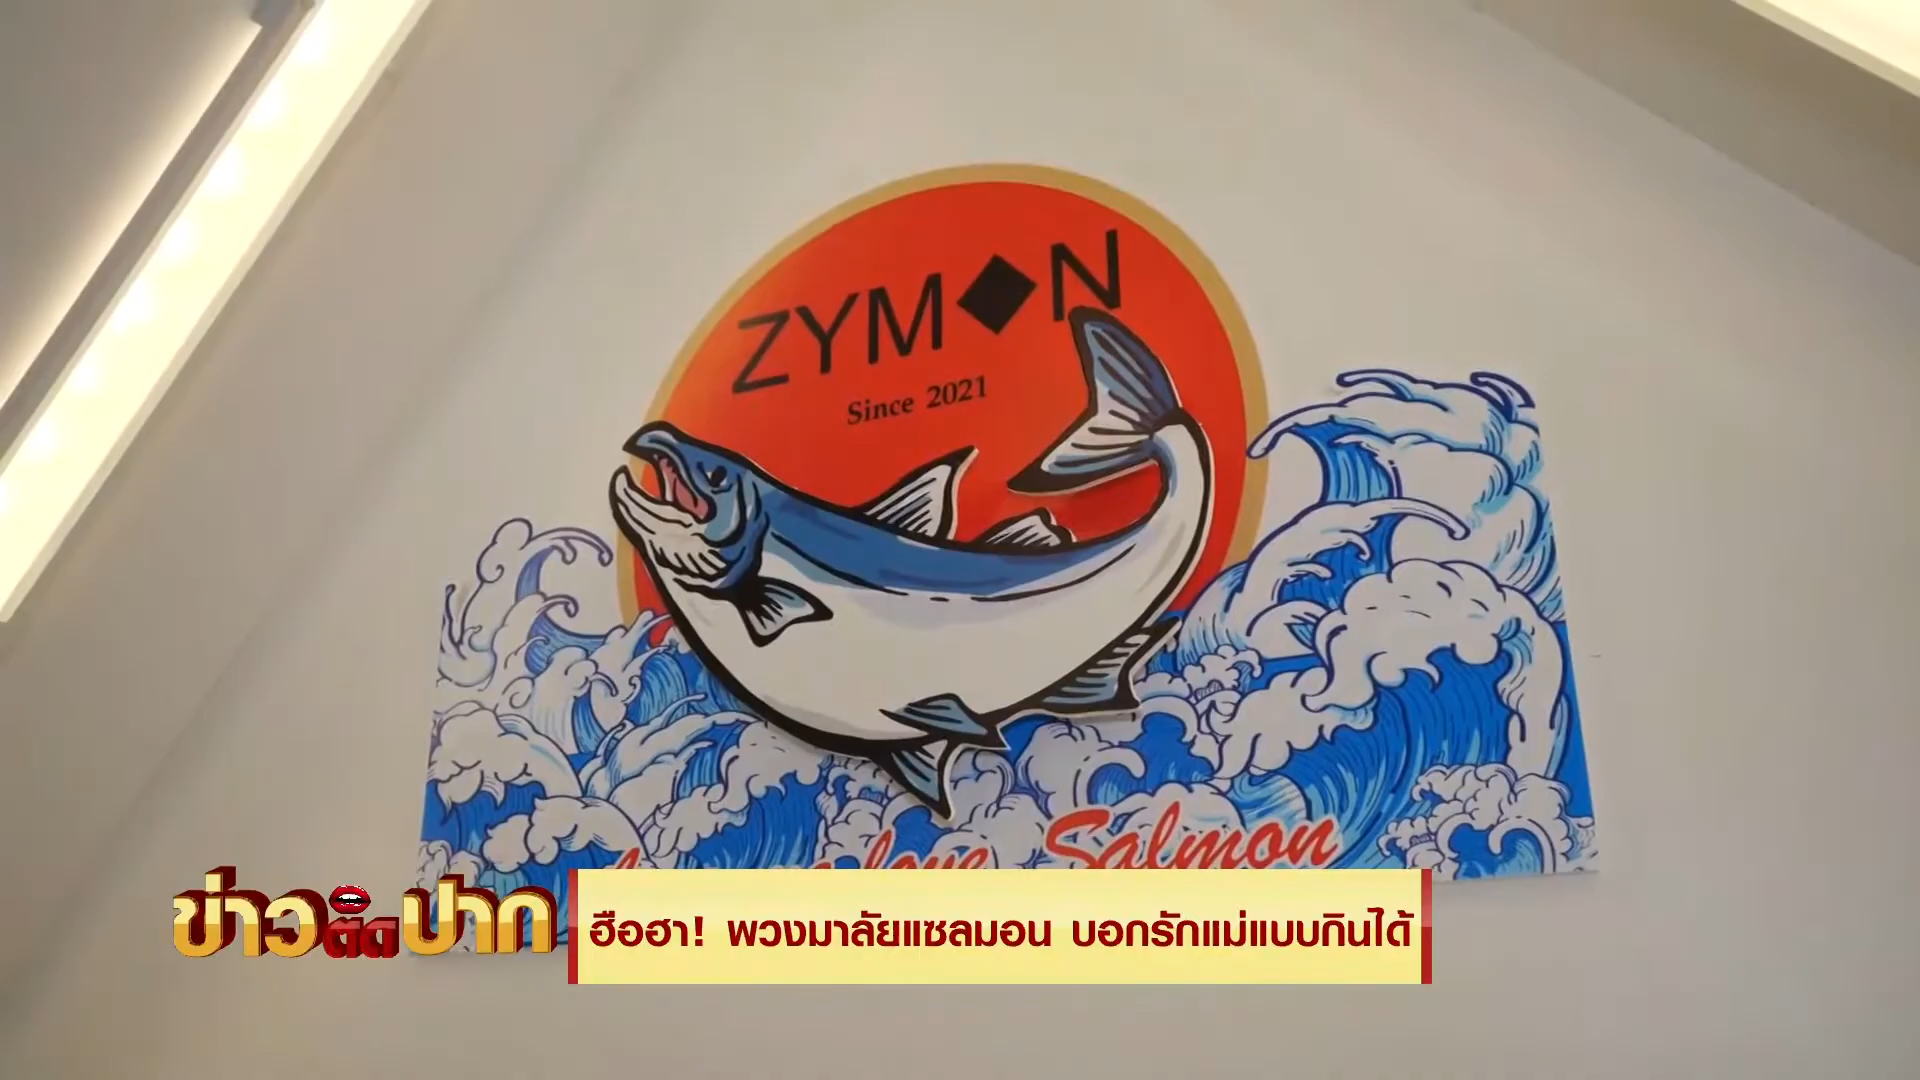 ZYM◆N
Since 2021
love Salmon
ข่าวติดปาก
ฮือฮา! พวงมาลัยแซลมอน บอกรักแม่แบบกินได้